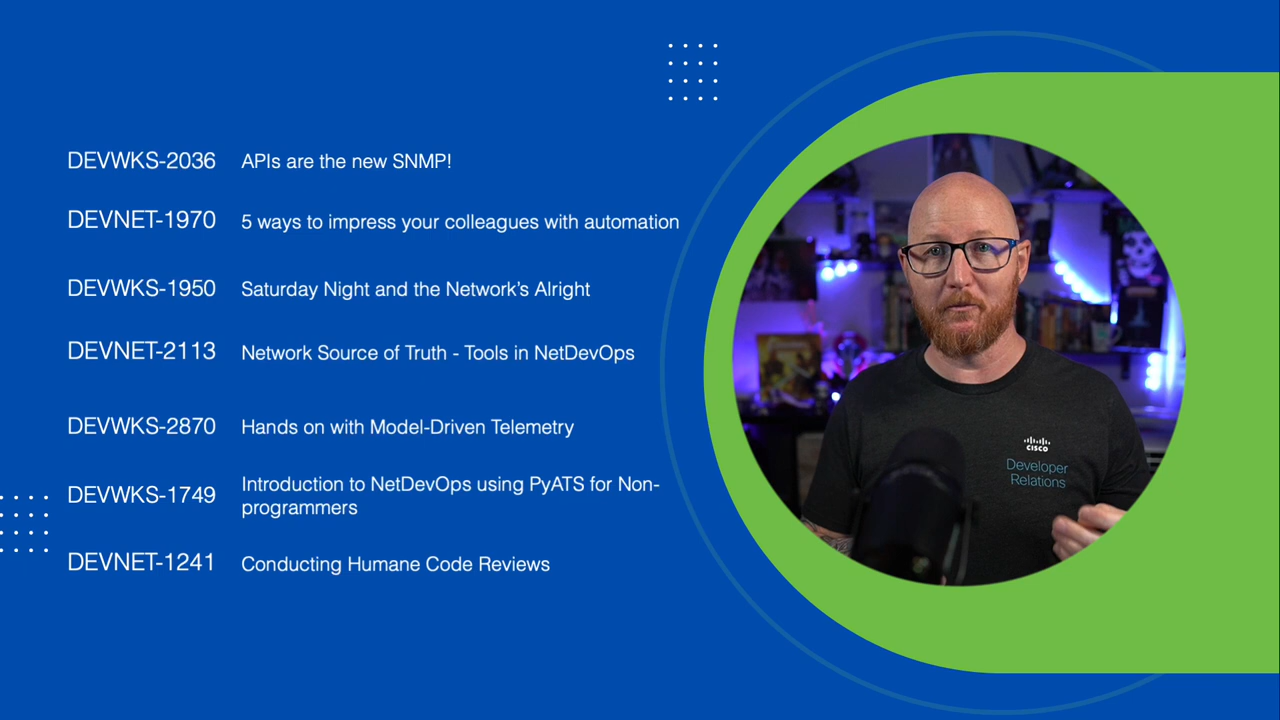 DEVWKS-2036 APIs are the new SNMP!
DEVNET-1970 5 ways to impress your colleagues with automation
DEVWKS-1950 Saturday Night and the Network’s Alright
DEVNET-2113 Network Source of Truth - Tools in NetDevOps
DEVWKS-2870 Hands on with Model-Driven Telemetry
DEVWKS-1749 Introduction to NetDevOps using PyATS for Non-
programmers
DEVNET-1241 Conducting Humane Code Reviews
CISCO
Developer
Relations